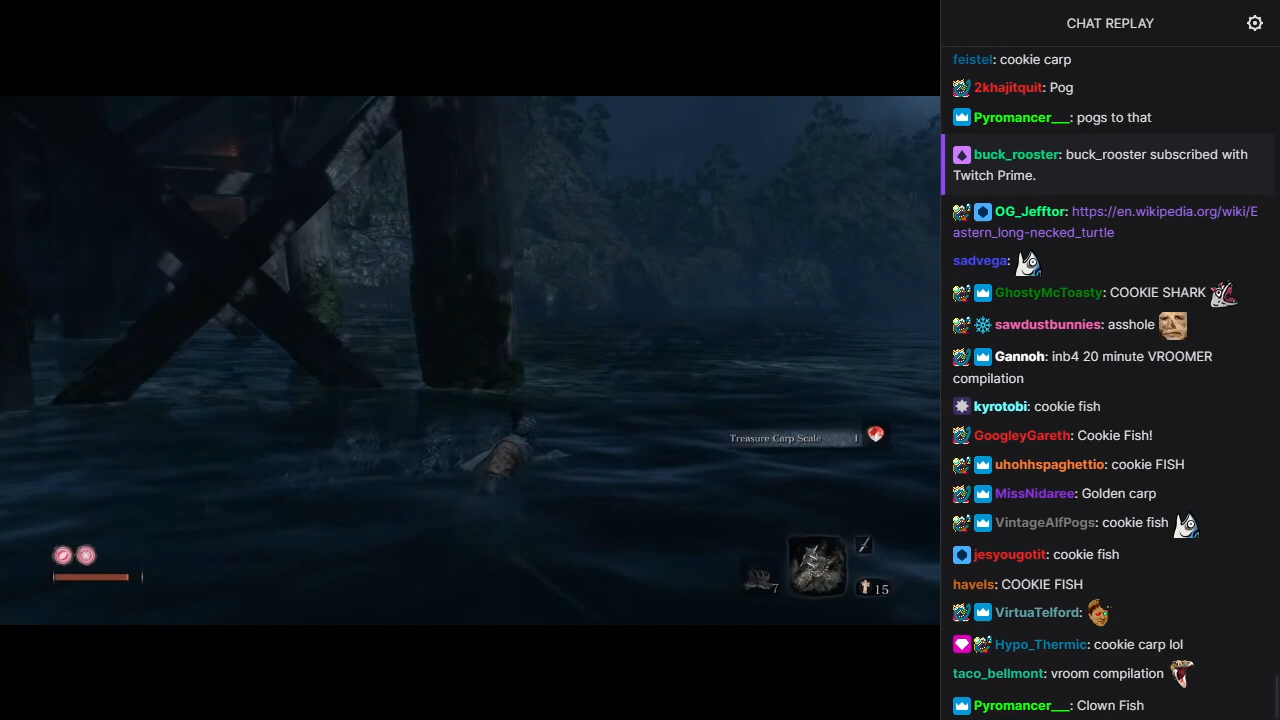 Treasure Carp Scale 1
7
15
CHAT REPLAY
feistel: cookie carp
2khajitquit: Pog
Pyromancer___: pogs to that
buck_rooster: buck_rooster subscribed with
Twitch Prime.
OG_Jefftor: https://en.wikipedia.org/wiki/E
astern_long-necked_turtle
sadvega:
GhostyMcToasty: COOKIE SHARK
sawdustbunnies: asshole
Gannoh: inb4 20 minute VROOMER
compilation
kyrotobi: cookie fish
GoogleyGareth: Cookie Fish!
uhohhspaghettio: cookie FISH
MissNidaree: Golden carp
VintageAlfPogs: cookie fish
jesyougotit: cookie fish
havels: COOKIE FISH
VirtuaTelford:
Hypo_Thermic: cookie carp lol
taco_bellmont: vroom compilation
Pyromancer___: Clown Fish